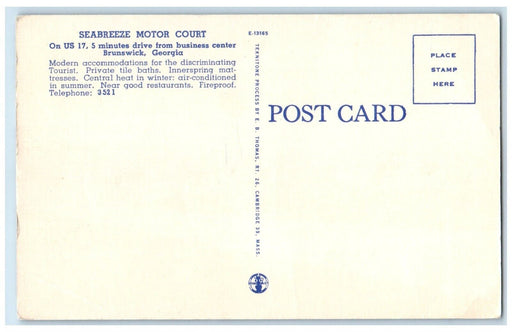 SEABREEZE MOTOR COURT
On US 17, 5 minutes drive from business center
Brunswick, Georgia
Modern accommodations for the discriminating
Tourist. Private tile baths. Innerspring mat-
tresses. Central heat in winter: air-conditioned
in summer. Near good restaurants. Fireproof.
Telephone: 3521
E-13165
POST CARD
PLACE
STAMP
HERE
PROCESS BY E. B. THOMAS, RT. 28, CAMBRIDGE 39, MASS.